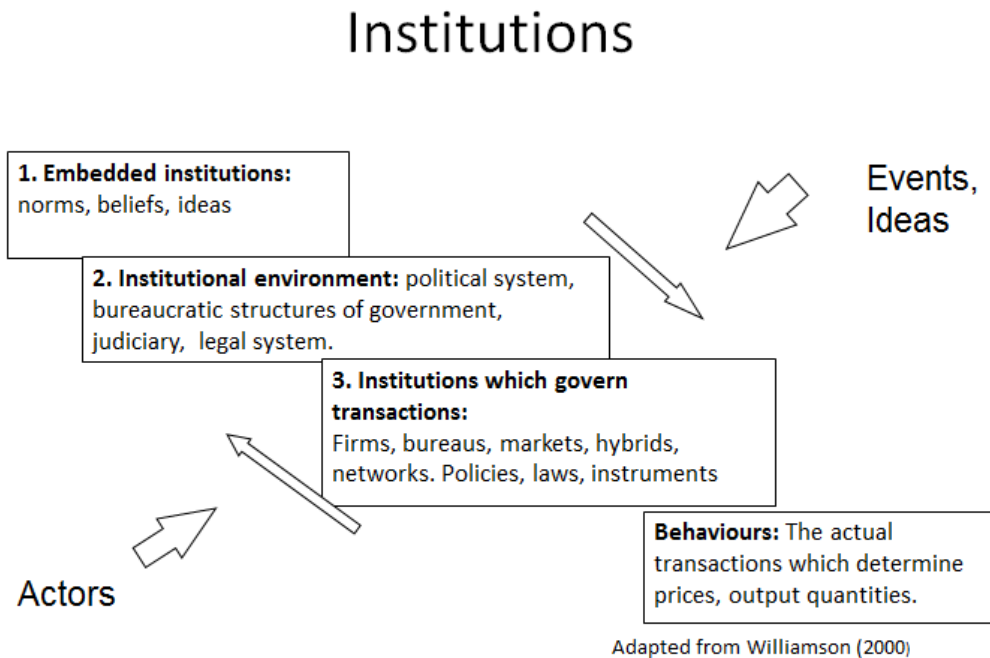 Institutions
1. Embedded institutions:
norms, beliefs, ideas
Events,
Ideas
2. Institutional environment: political system,
bureaucratic structures of government,
judiciary, legal system.
3. Institutions which govern
transactions:
Firms, bureaus, markets, hybrids,
networks. Policies, laws, instruments
Actors
Behaviours: The actual
transactions which determine
prices, output quantities.
Adapted from Williamson (2000)